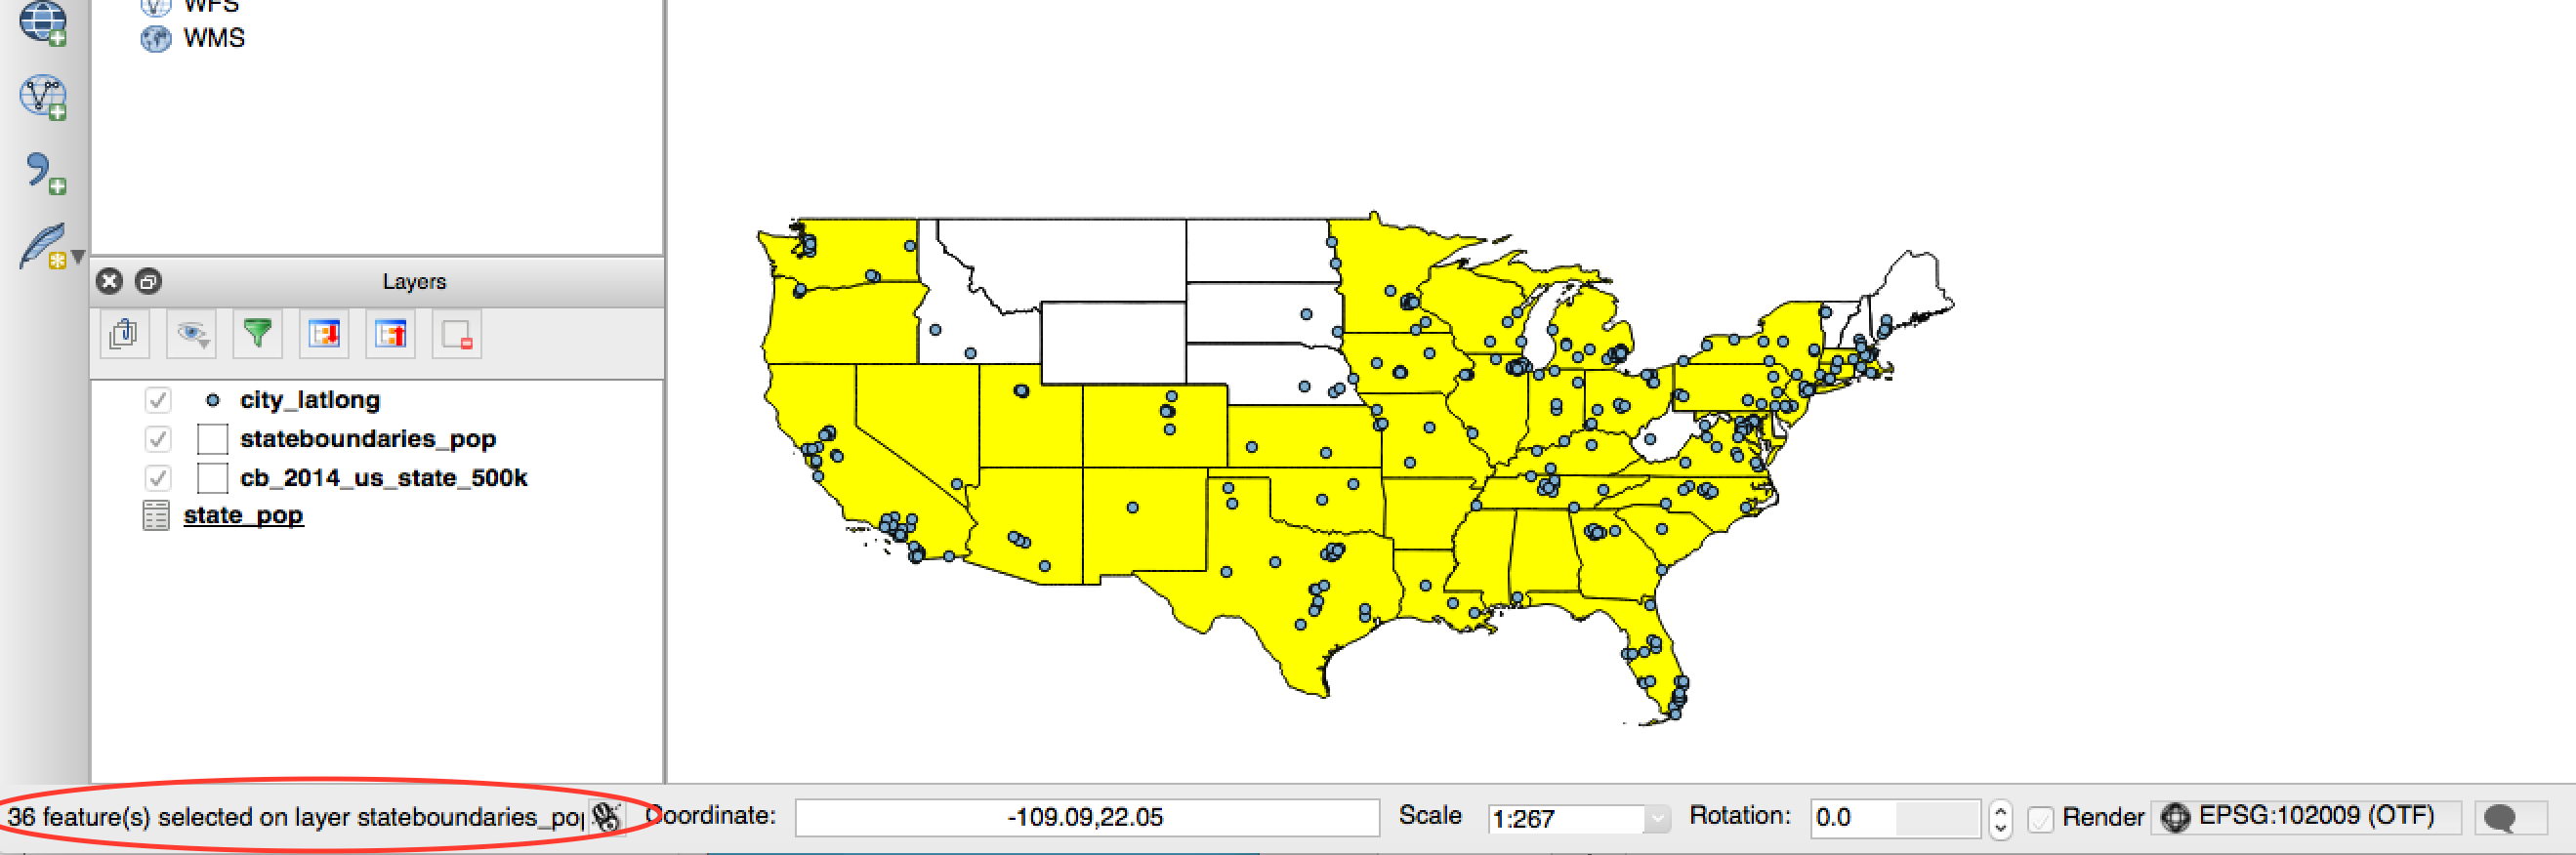 WFS
WMS
Layers
city_latlong
stateboundaries_pop
cb_2014_us_state_500k
state_pop
36 feature(s) selected on layer stateboundaries_po
Coordinate: -109.09,22.05 Scale 1:267 Rotation: 0.0 Render EPSG:102009 (OTF)